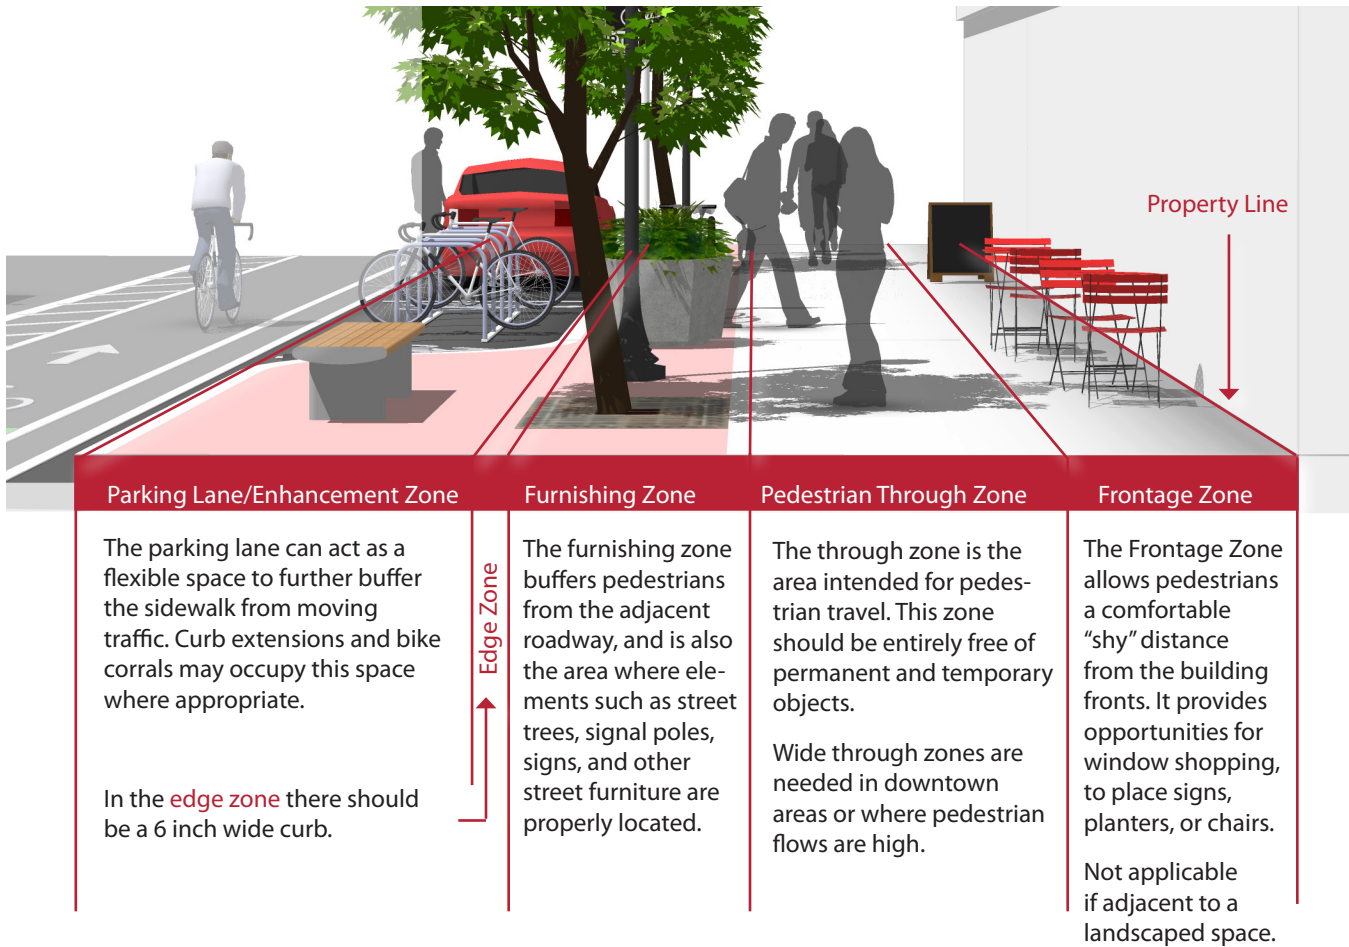 Property Line
Parking Lane/Enhancement Zone
The parking lane can act as a
flexible space to further buffer
the sidewalk from moving
traffic. Curb extensions and bike
corrals may occupy this space
where appropriate.
In the edge zone there should
be a 6 inch wide curb.
Edge Zone
Furnishing Zone
The furnishing zone
buffers pedestrians
from the adjacent
roadway, and is also
the area where ele-
ments such as street
trees, signal poles,
signs, and other
street furniture are
properly located.
Pedestrian Through Zone
The through zone is the
area intended for pedes-
trian travel. This zone
should be entirely free of
permanent and temporary
objects.
Wide through zones are
needed in downtown
areas or where pedestrian
flows are high.
Frontage Zone
The Frontage Zone
allows pedestrians
a comfortable
“shy” distance
from the building
fronts. It provides
opportunities for
window shopping,
to place signs,
planters, or chairs.
Not applicable
if adjacent to a
landscaped space.